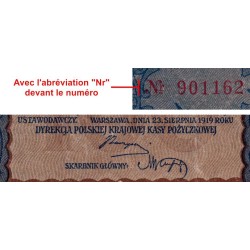 Avec l'abréviation "Nr"
devant le numéro
Nr 901162
USTAWODAWCZY. WARSZAWA, DNIA 23. SIERPNIA 1919 ROKU
DYREKCJA POLSKIEJ KRAJOWEJ KASY POŻYCZKOWEJ
SKARBNIK GŁÓWNY: